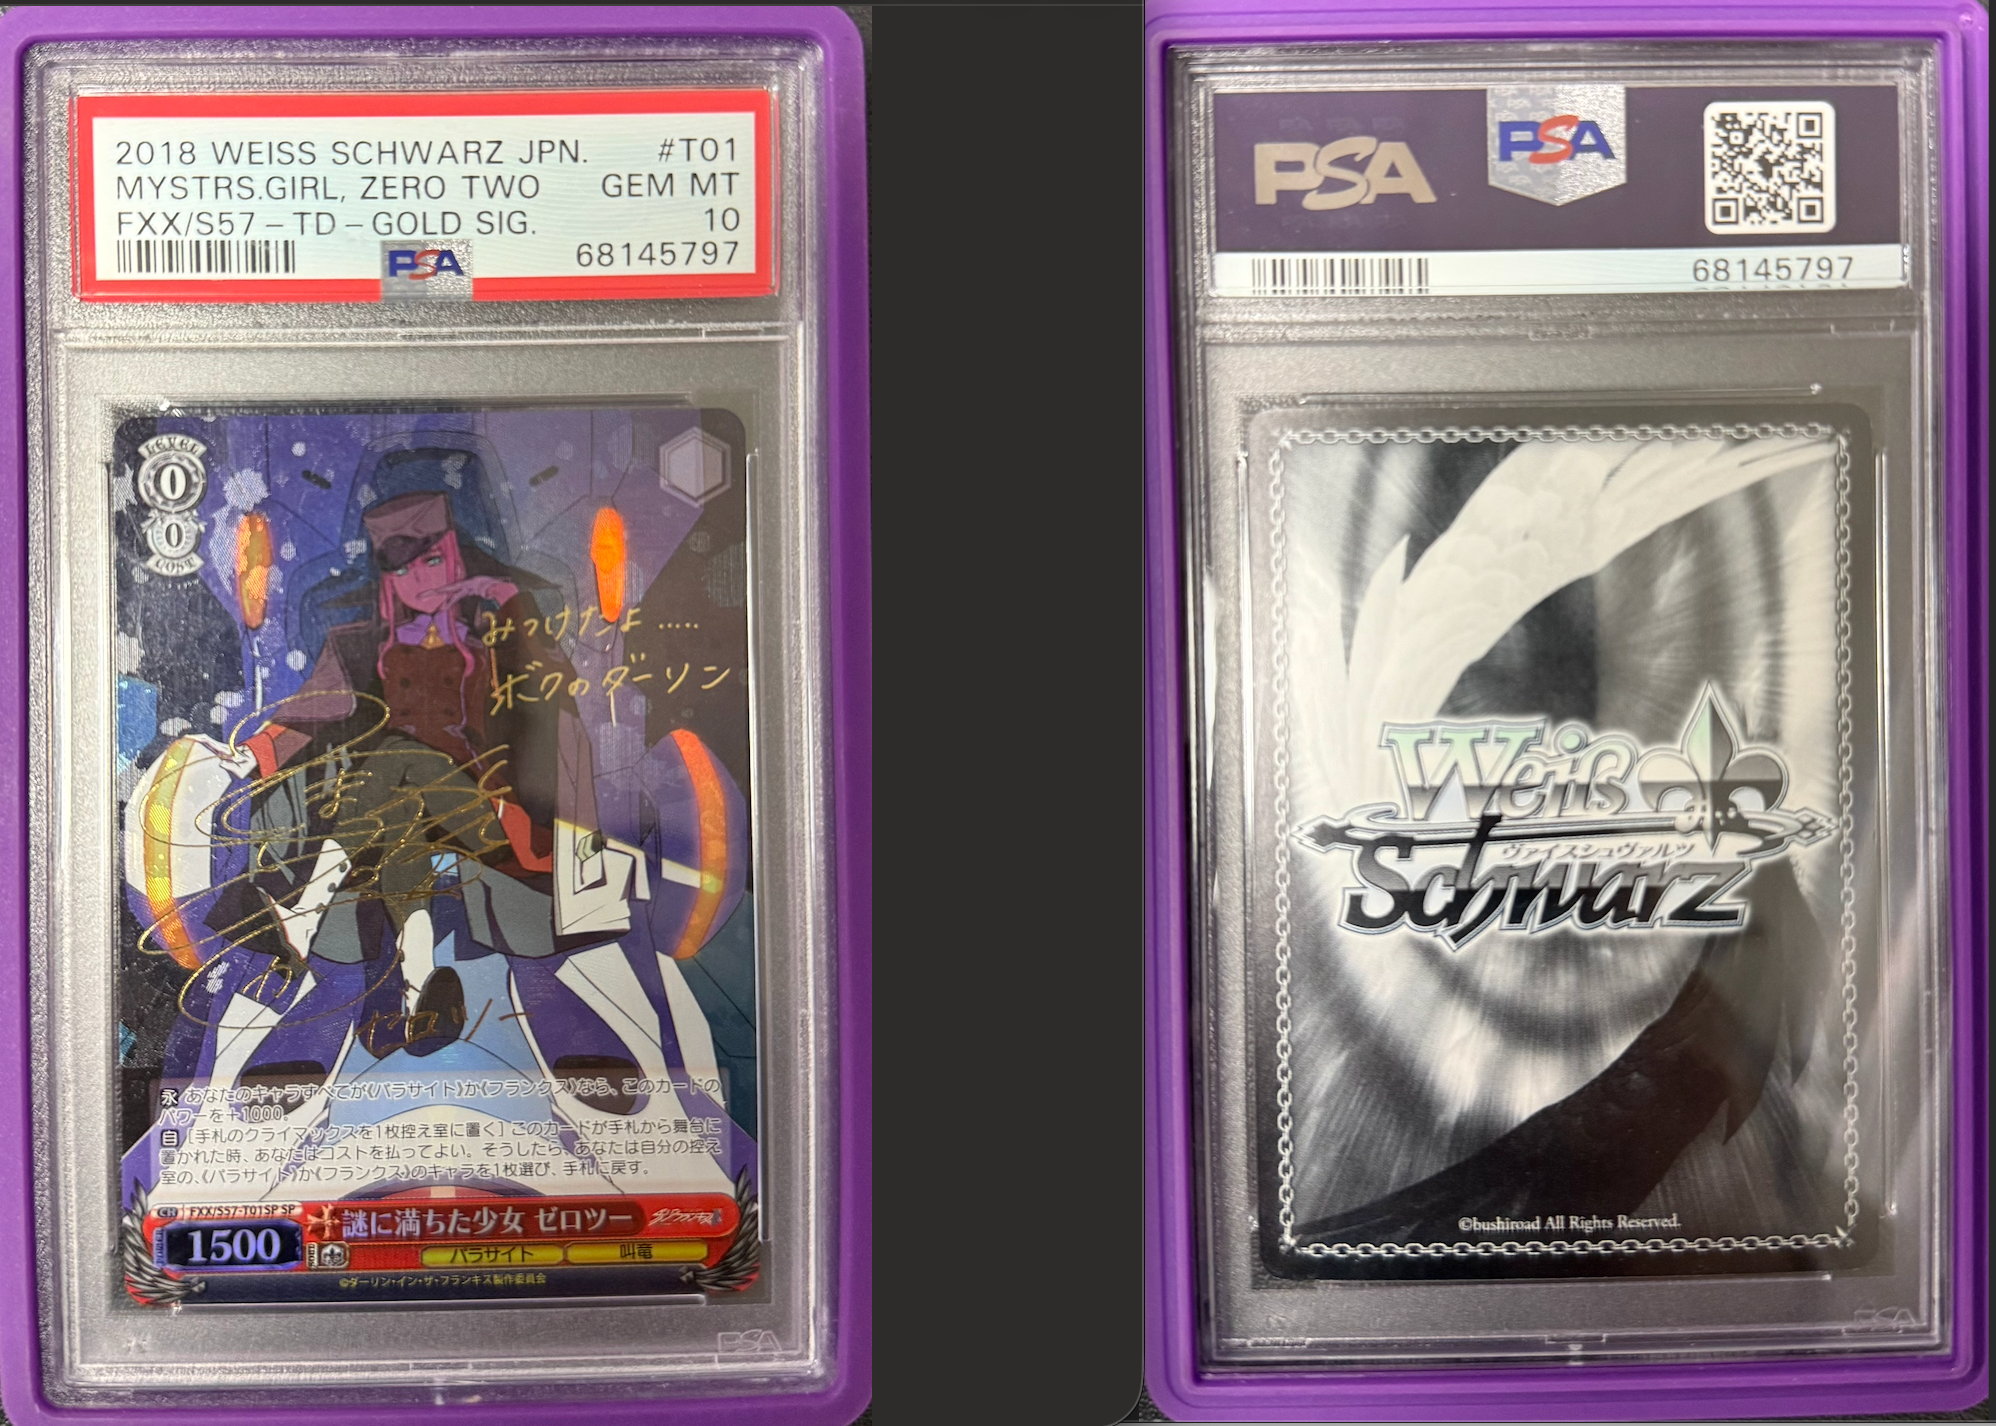 2018 WEISS SCHWARZ JPN. #T01
MYSTRS.GIRL, ZERO TWO GEM MT
FXX/S57-TD-GOLD SIG. 10
PSA 68145797
LEVEL
0
0
COST
みつけたよ.....
ボクのダーリン
ゼロツー
永 あなたのキャラすべてが《パラサイト》か《フランクス》なら、このカードの
パワーを+1000。
自 [手札のクライマックスを1枚控え室に置く] このカードが手札から舞台に
置かれた時、あなたはコストを払ってよい。そうしたら、あなたは自分の控え
室の、《パラサイト》か《フランクス》のキャラを1枚選び、手札に戻す。
CH FXX/S57-T01SP SP
謎に満ちた少女 ゼロツー
1500 パラサイト 叫竜
©ダーリン・イン・ザ・フランキス製作委員会
PSA
PSA PSA
68145797
Weiß
ヴァイスシュヴァルツ
Schwarz
©bushiroad All Rights Reserved.
PSA